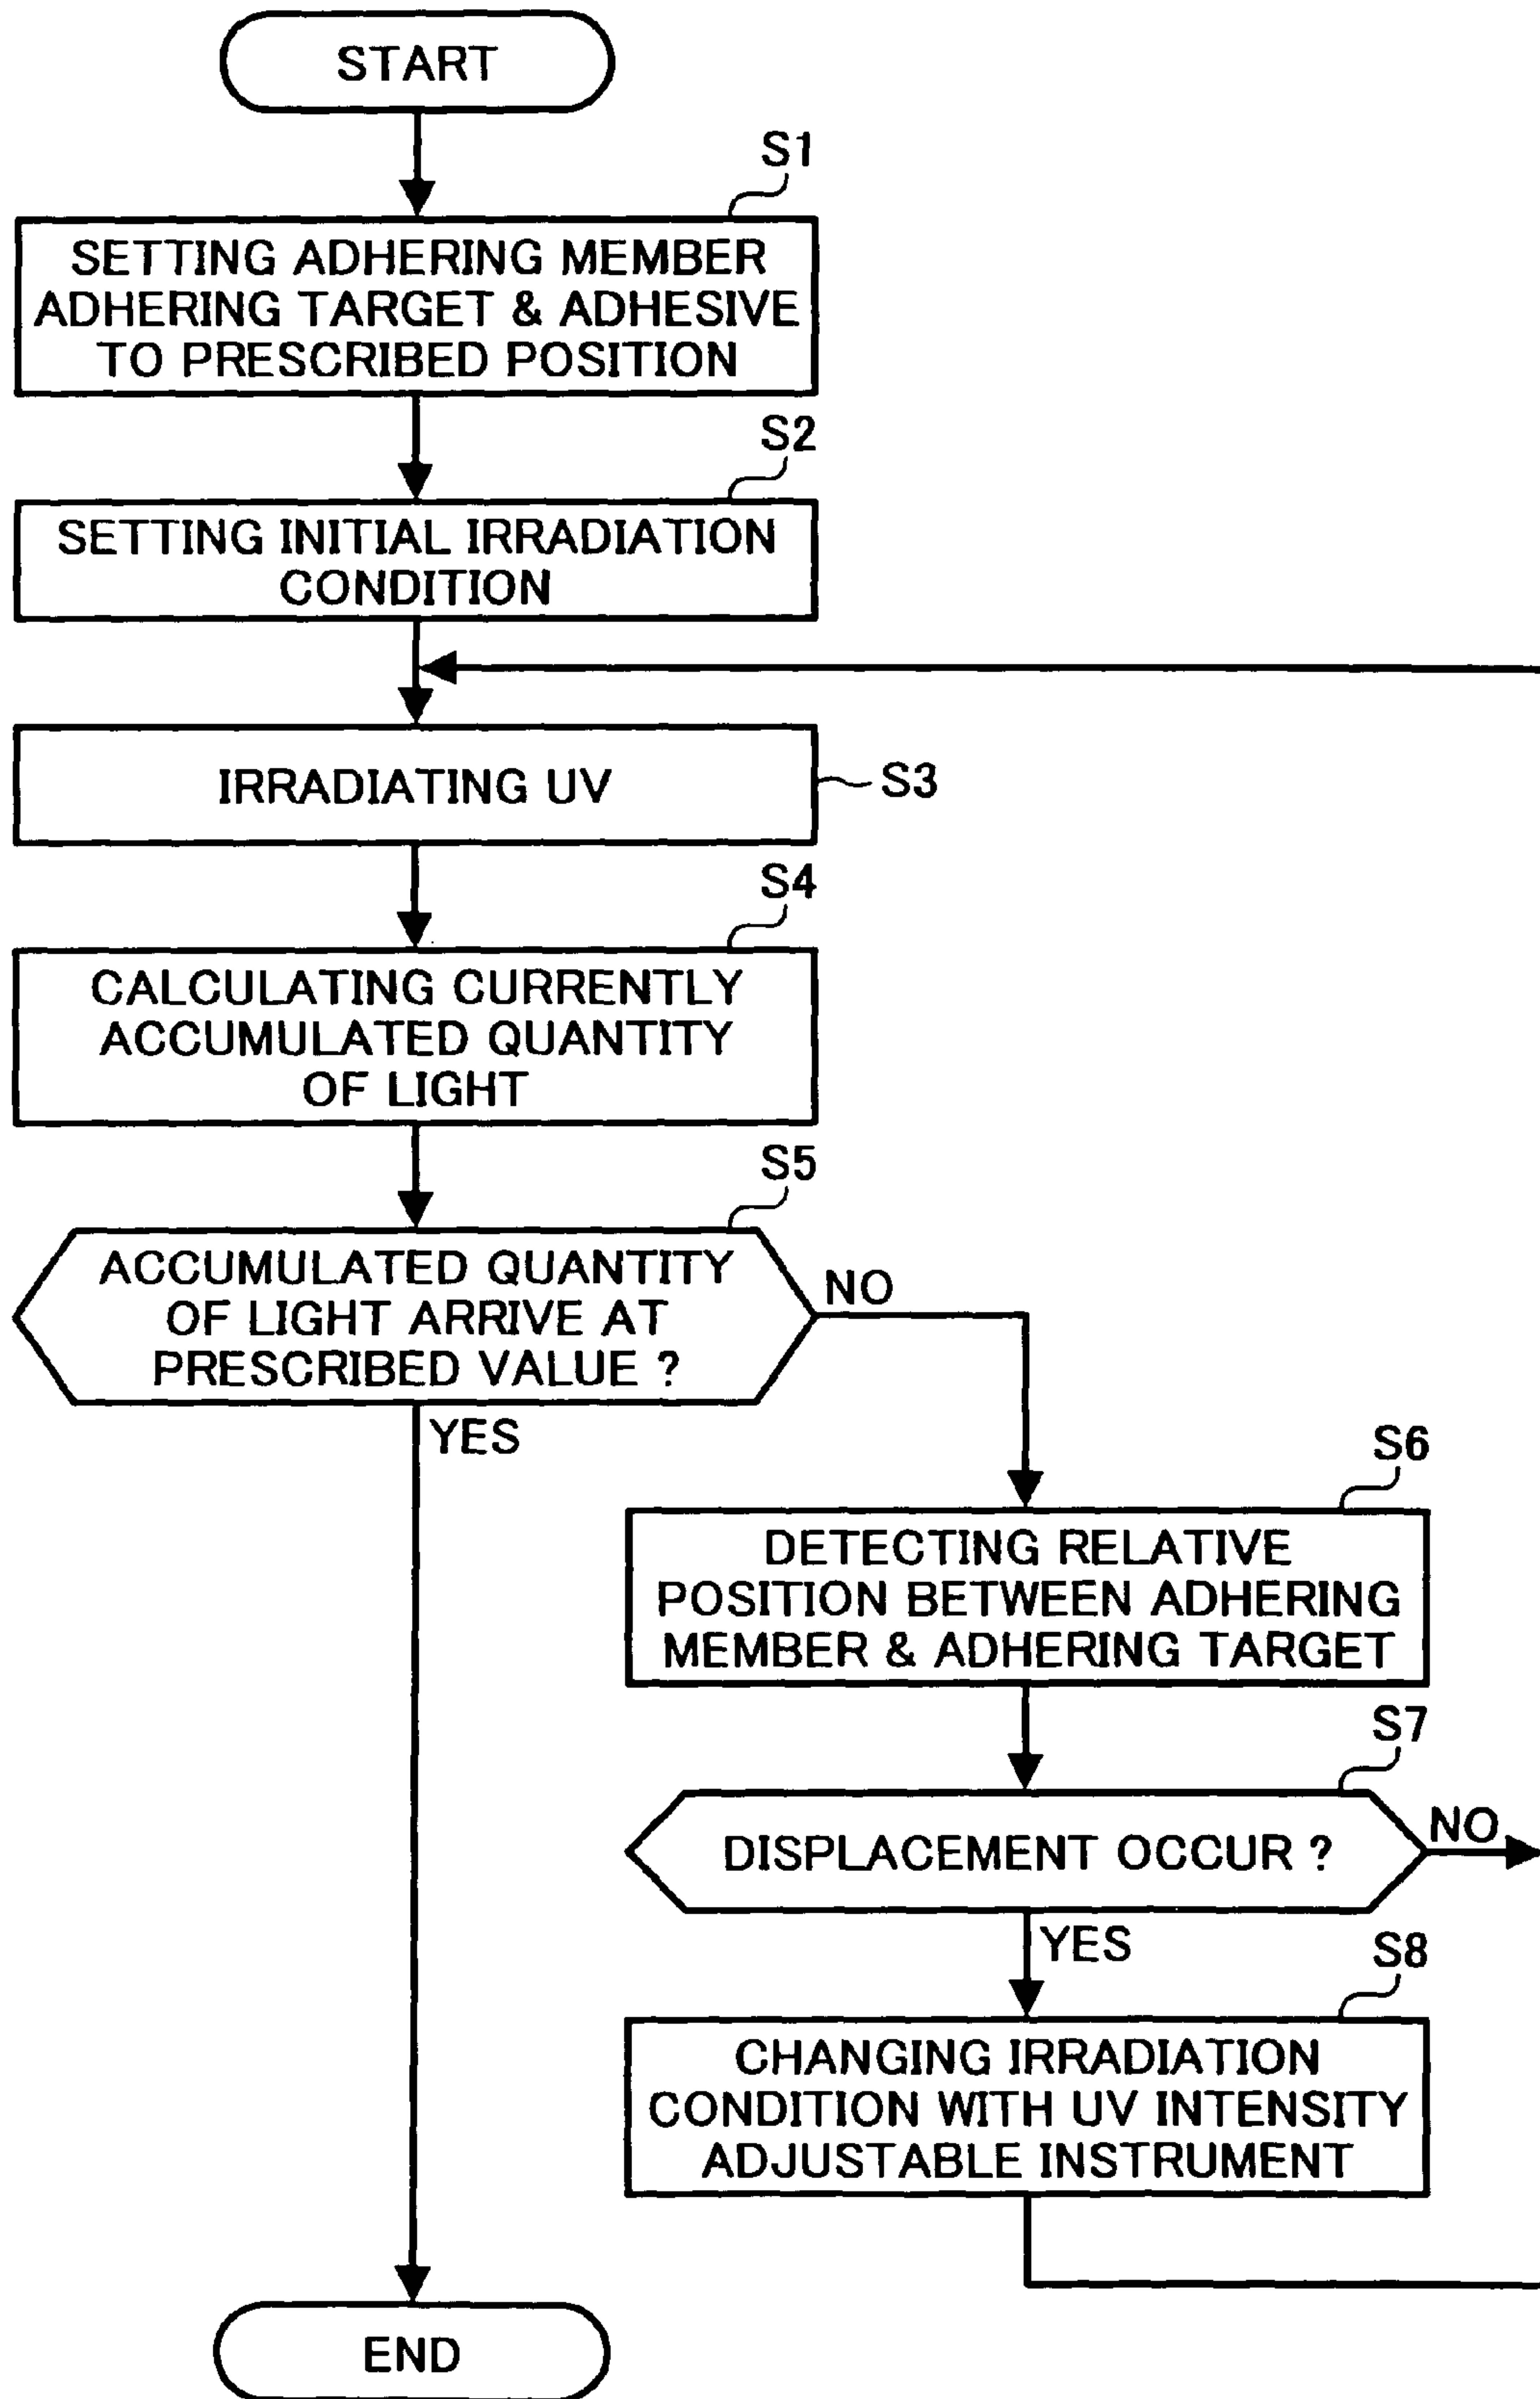 START
S1
SETTING ADHERING MEMBER
ADHERING TARGET & ADHESIVE
TO PRESCRIBED POSITION
S2
SETTING INITIAL IRRADIATION
CONDITION
IRRADIATING UV
S3
S4
CALCULATING CURRENTLY
ACCUMULATED QUANTITY
OF LIGHT
S5
ACCUMULATED QUANTITY
OF LIGHT ARRIVE AT
PRESCRIBED VALUE ?
NO
YES
S6
DETECTING RELATIVE
POSITION BETWEEN ADHERING
MEMBER & ADHERING TARGET
S7
DISPLACEMENT OCCUR ?
NO
YES
S8
CHANGING IRRADIATION
CONDITION WITH UV INTENSITY
ADJUSTABLE INSTRUMENT
END